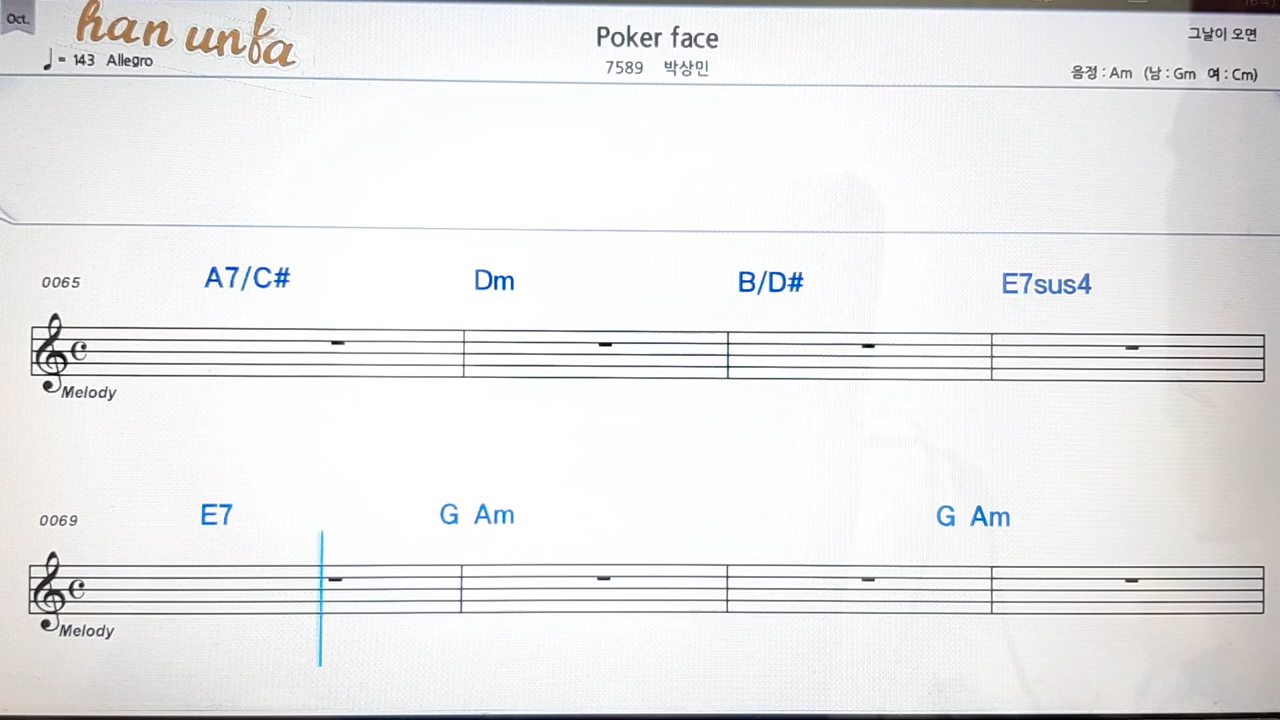 Oct.
han unfa
♩ = 143 Allegro
Poker face
7589 박상민
그날이 오면
음정 : Am (남 : Gm 여 : Cm)
0065 A7/C# Dm B/D# E7sus4
Melody
0069 E7 G Am G Am
Melody